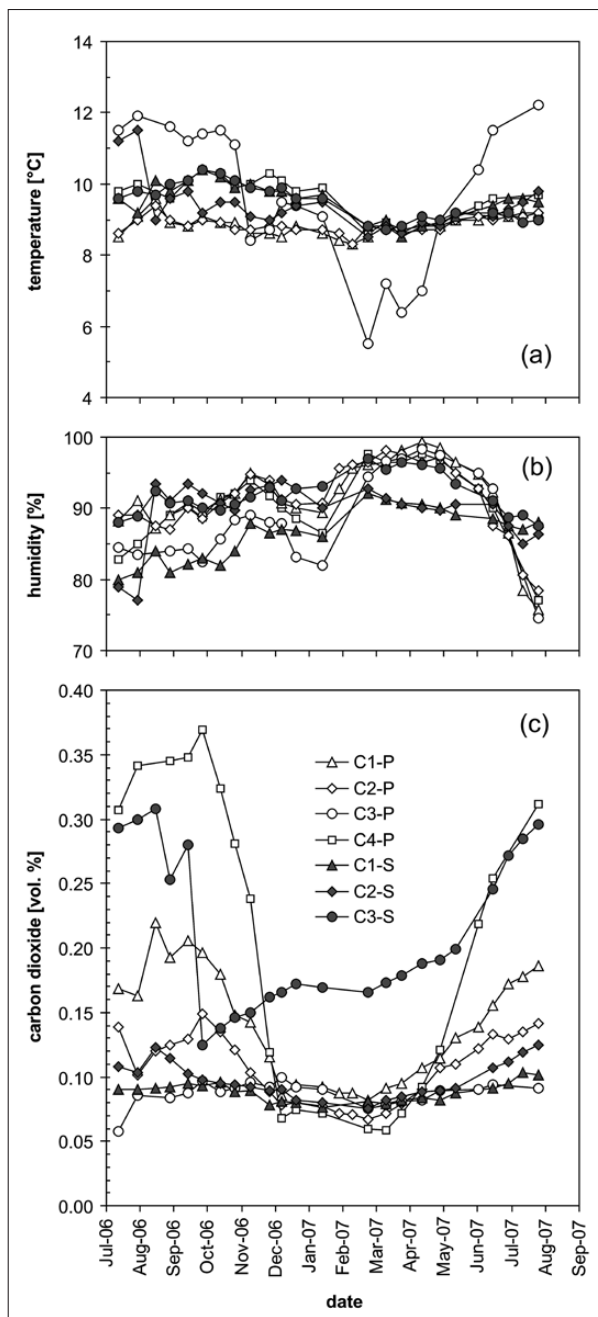 14
12
10
8
6
4
temperature [°C]
(a)
100
90
80
70
humidity [%]
(b)
0.40
0.35
0.30
0.25
0.20
0.15
0.10
0.05
0.00
carbon dioxide [vol. %]
(c)
C1-P
C2-P
C3-P
C4-P
C1-S
C2-S
C3-S
Jul-06
Aug-06
Sep-06
Oct-06
Nov-06
Dec-06
Jan-07
Feb-07
Mar-07
Apr-07
May-07
Jun-07
Jul-07
Aug-07
Sep-07
date